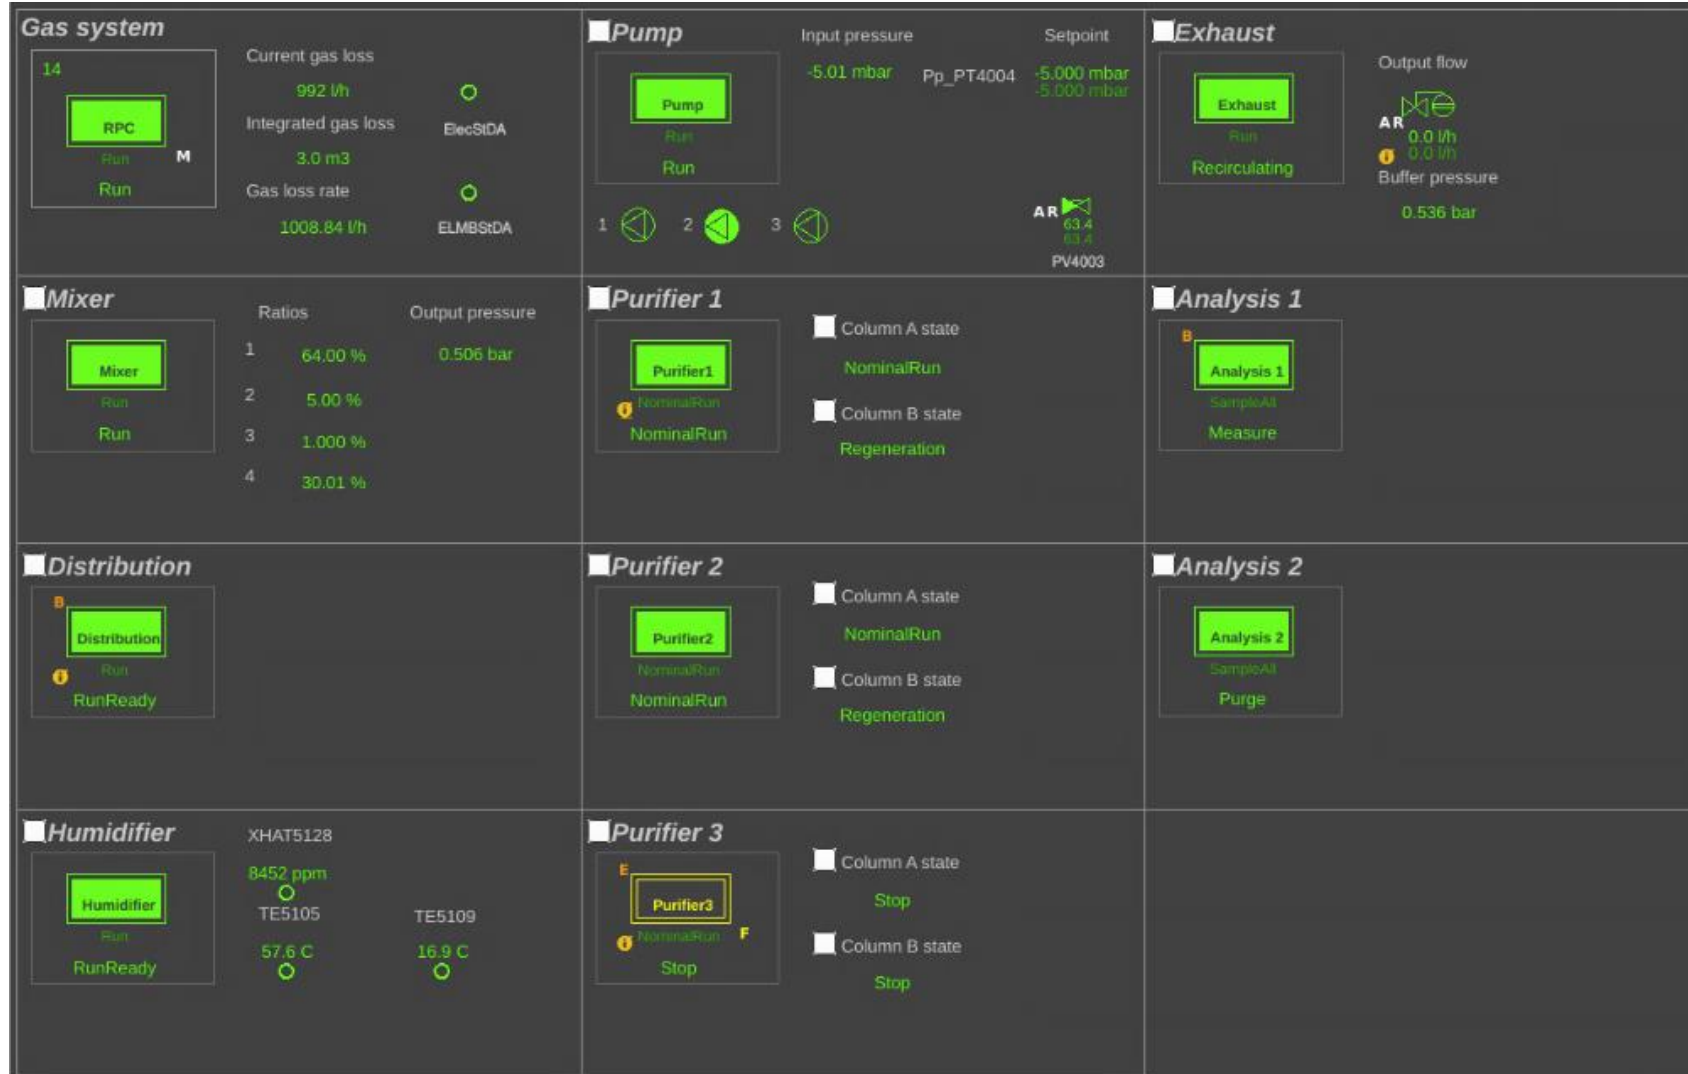 Gas system
14
RPC
Run
M
Run
Current gas loss
992 l/h
Integrated gas loss
3.0 m3
Gas loss rate
1008.84 l/h
ElecStDA
ELMBStDA
Pump
Pump
Run
Run
Input pressure
-5.01 mbar
Pp_PT4004
Setpoint
-5.000 mbar
-5.000 mbar
1
2
3
AR
63.4
63.4
PV4003
Exhaust
Exhaust
Run
Recirculating
Output flow
AR
0.0 l/h
0.0 l/h
Buffer pressure
0.536 bar
Mixer
Mixer
Run
Run
Ratios
1 64.00 %
2 5.00 %
3 1.000 %
4 30.01 %
Output pressure
0.506 bar
Purifier 1
Purifier1
NominalRun
NominalRun
Column A state
NominalRun
Column B state
Regeneration
Analysis 1
B
Analysis 1
SampleAll
Measure
Distribution
B
Distribution
Run
RunReady
Purifier 2
Purifier2
NominalRun
NominalRun
Column A state
NominalRun
Column B state
Regeneration
Analysis 2
Analysis 2
SampleAll
Purge
Humidifier
Humidifier
Run
RunReady
XHAT5128
8452 ppm
TE5105
57.6 C
TE5109
16.9 C
Purifier 3
E
Purifier3
NominalRun
F
Stop
Column A state
Stop
Column B state
Stop